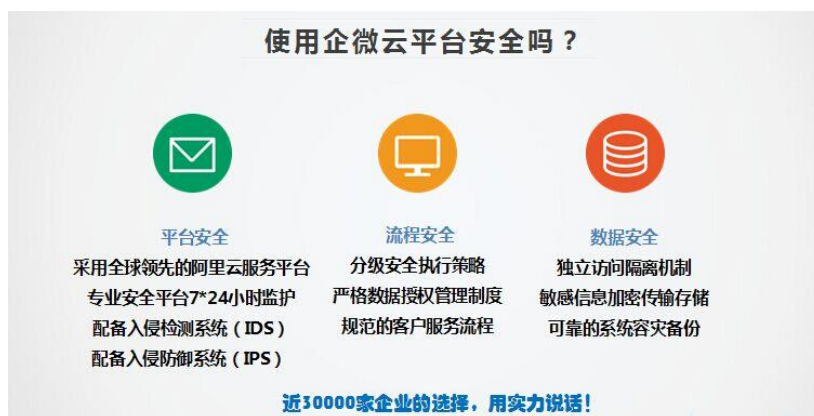 使用企微云平台安全吗？
平台安全
采用全球领先的阿里云服务平台
专业安全平台7*24小时监护
配备入侵检测系统（IDS）
配备入侵防御系统（IPS）
流程安全
分级安全执行策略
严格数据授权管理制度
规范的客户服务流程
数据安全
独立访问隔离机制
敏感信息加密传输存储
可靠的系统容灾备份
近30000家企业的选择，用实力说话！